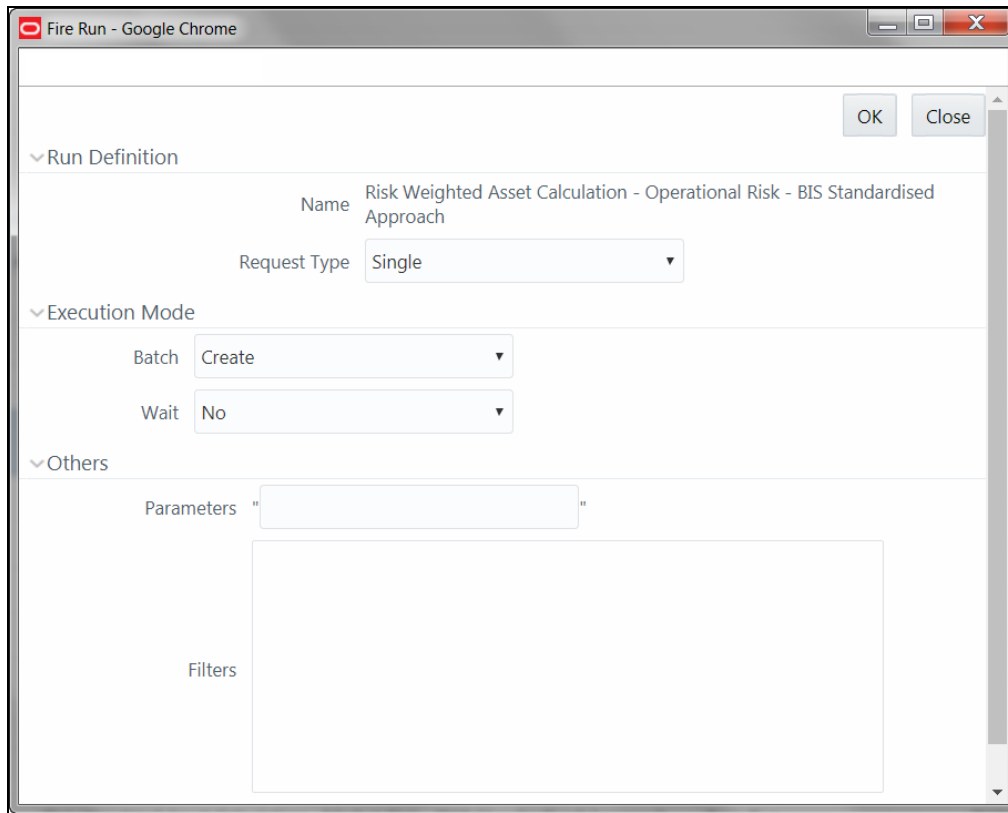 Fire Run - Google Chrome
OK Close
Run Definition
Name Risk Weighted Asset Calculation - Operational Risk - BIS Standardised
Approach
Request Type Single
Execution Mode
Batch Create
Wait No
Others
Parameters " "
Filters